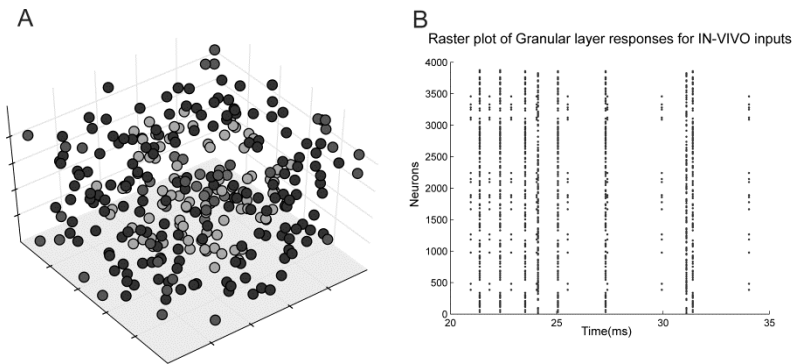 A
B
Raster plot of Granular layer responses for IN-VIVO inputs
4000
3500
3000
2500
2000
1500
1000
500
0
Neurons
20
25
30
35
Time(ms)